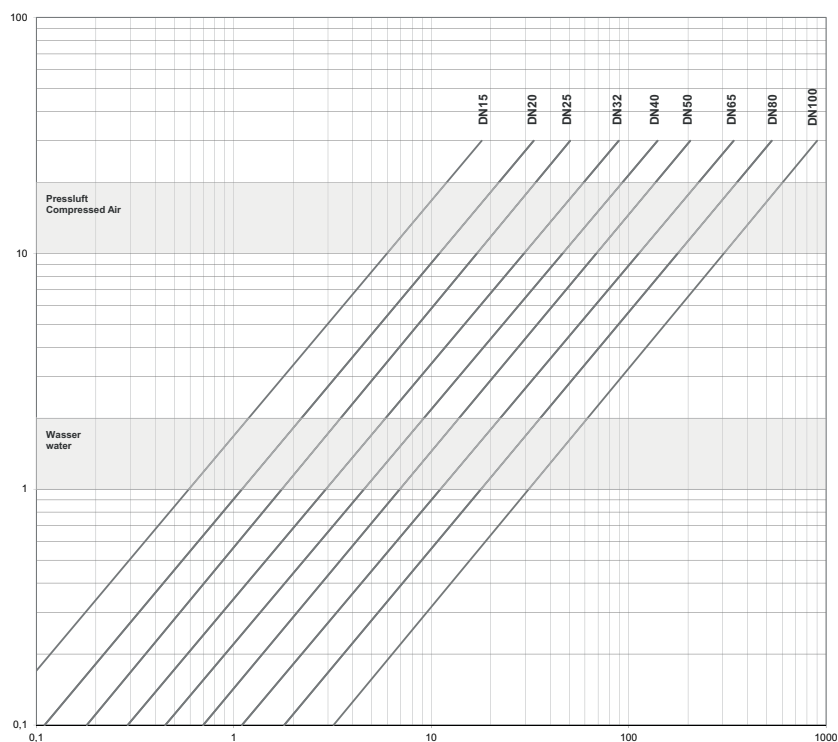 100
DN15
DN20
DN25
DN32
DN40
DN50
DN65
DN80
DN100
Pressluft
Compressed Air
10
Wasser
water
1
0,1
0,1
1
10
100
1000